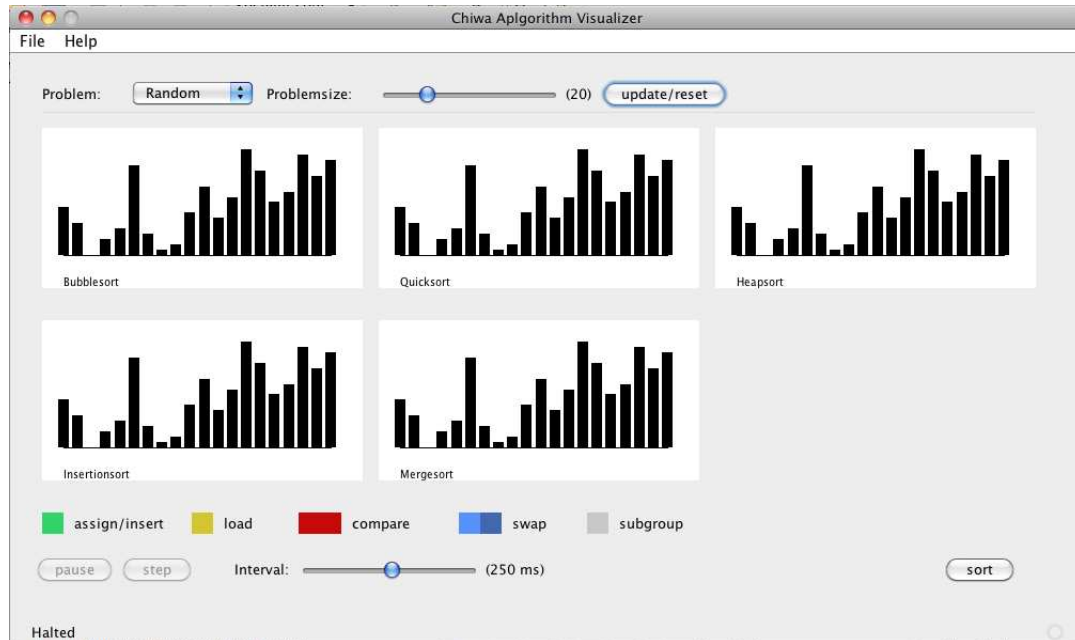 Chiwa Aplgorithm Visualizer
File Help
Problem: Random Problemsize: (20) update/reset
Bubblesort Quicksort Heapsort
Insertionsort Mergesort
assign/insert load compare swap subgroup
pause step Interval: (250 ms) sort
Halted